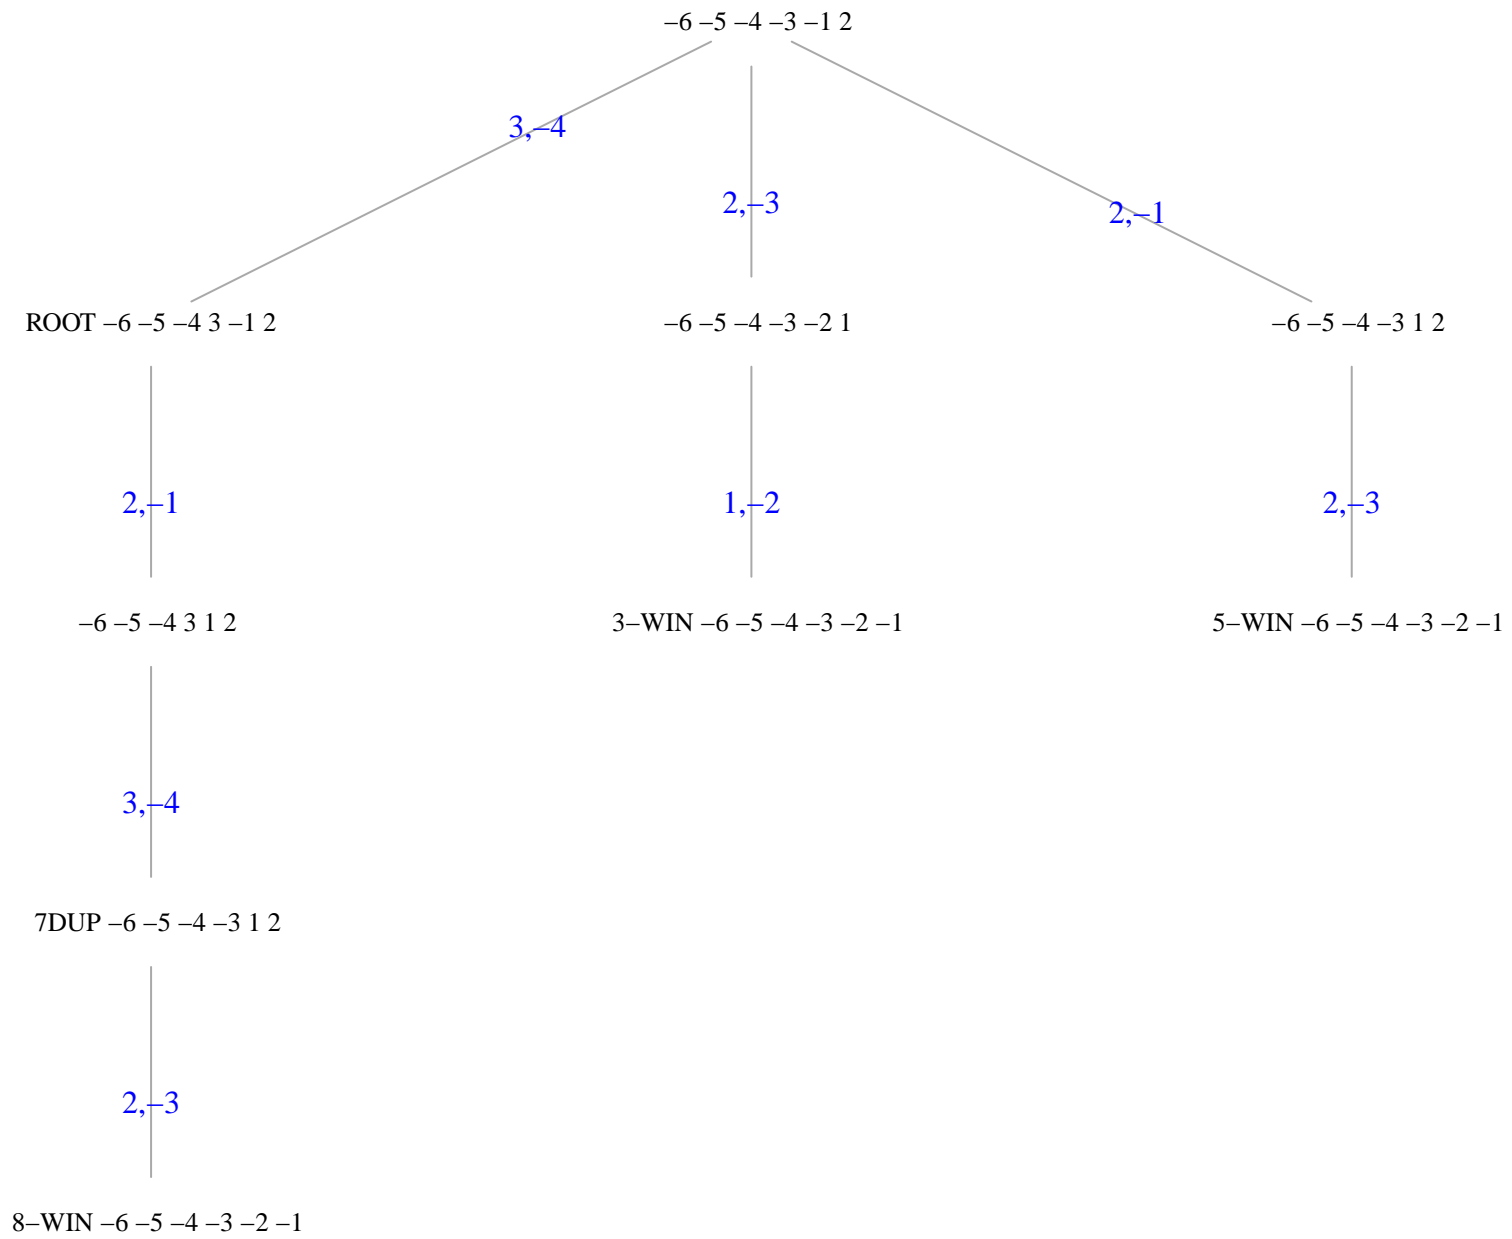 –6 –5 –4 –3 –1 2
3,–4
2,–3
2,–1
ROOT –6 –5 –4 3 –1 2
–6 –5 –4 –3 –2 1
–6 –5 –4 –3 1 2
2,–1
1,–2
2,–3
–6 –5 –4 3 1 2
3–WIN –6 –5 –4 –3 –2 –1
5–WIN –6 –5 –4 –3 –2 –1
3,–4
7DUP –6 –5 –4 –3 1 2
2,–3
8–WIN –6 –5 –4 –3 –2 –1